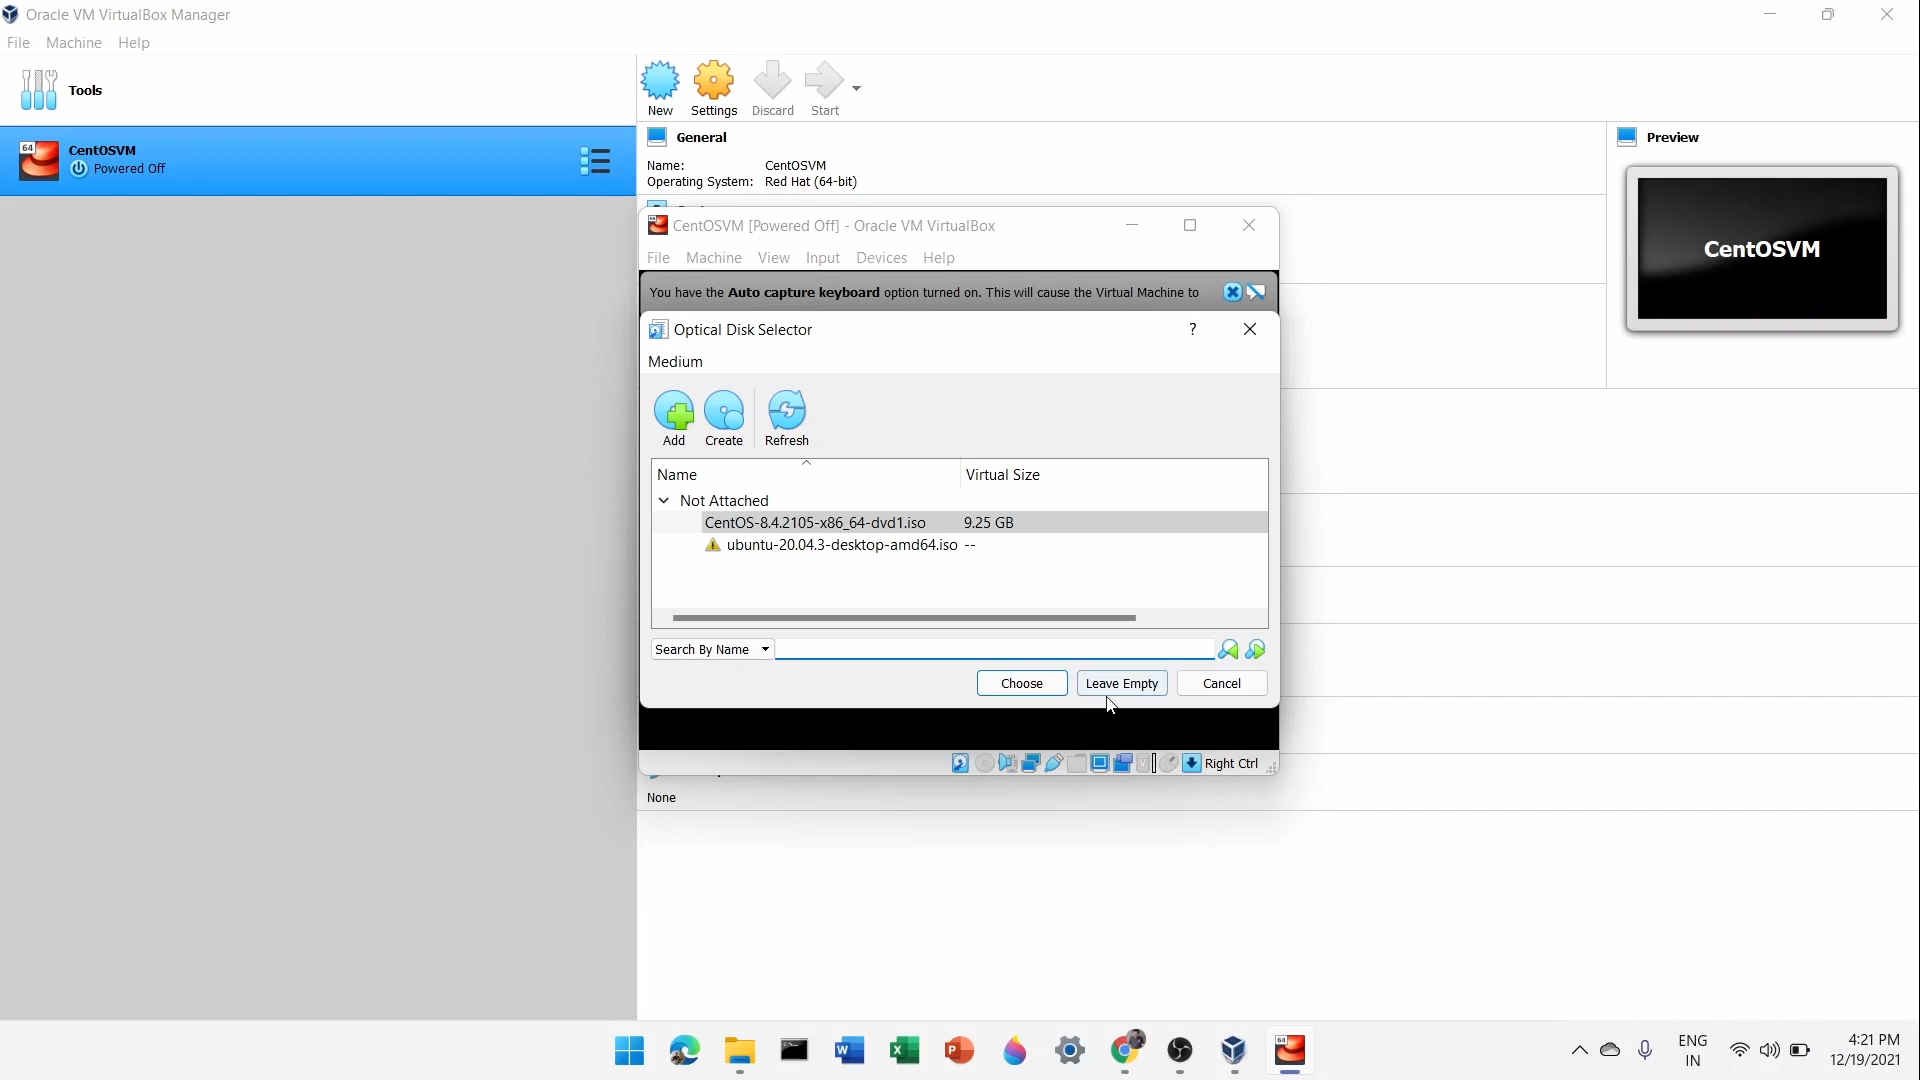 Oracle VM VirtualBox Manager
File Machine Help
Tools
New
Settings
Discard
Start
64
CentOSVM
Powered Off
General
Name: CentOSVM
Operating System: Red Hat (64-bit)
Preview
CentOSVM
CentOSVM [Powered Off] - Oracle VM VirtualBox
File Machine View Input Devices Help
You have the Auto capture keyboard option turned on. This will cause the Virtual Machine to
Optical Disk Selector
?
Medium
Add
Create
Refresh
Name Virtual Size
Not Attached
CentOS-8.4.2105-x86_64-dvd1.iso 9.25 GB
ubuntu-20.04.3-desktop-amd64.iso --
Search By Name
Choose
Leave Empty
Cancel
Right Ctrl
None
ENG
IN
4:21 PM
12/19/2021